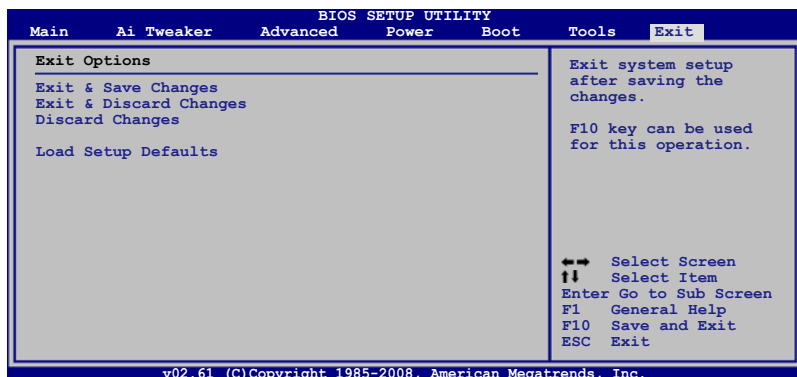 BIOS SETUP UTILITY
Main Ai Tweaker Advanced Power Boot Tools Exit
Exit Options
Exit & Save Changes
Exit & Discard Changes
Discard Changes
Load Setup Defaults
Exit system setup
after saving the
changes.
F10 key can be used
for this operation.
←→ Select Screen
↑↓ Select Item
Enter Go to Sub Screen
F1 General Help
F10 Save and Exit
ESC Exit
v02.61 (C)Copyright 1985-2008, American Megatrends, Inc.